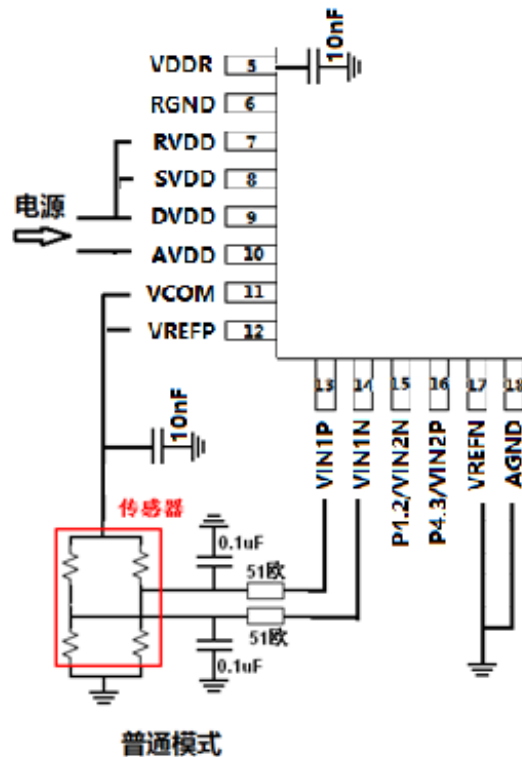 10nF
VDDR 5
RGND 6
RVDD 7
SVDD 8
电源
DVDD 9
AVDD 10
VCOM 11
VREFP 12
13 14 15 16 17 18
VIN1P
VIN1N
P4.2/VIN2N
P4.3/VIN2P
VREFN
AGND
10nF
传感器
0.1uF
51欧
51欧
0.1uF
普通模式